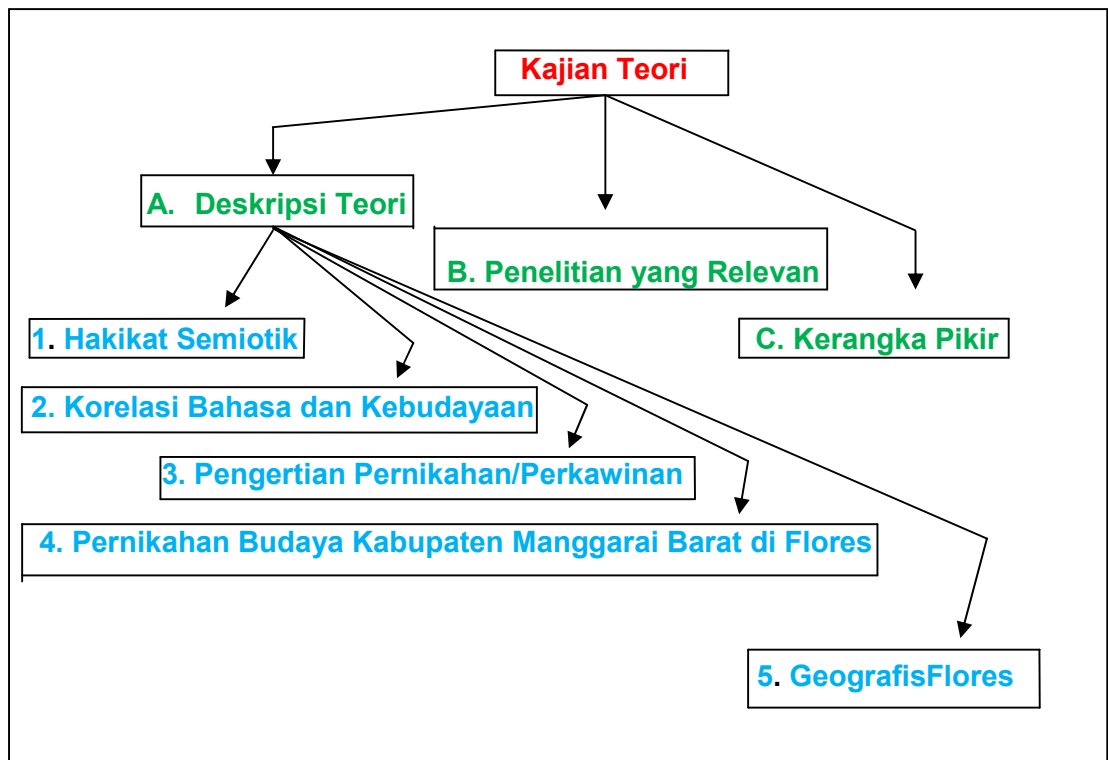 Kajian Teori
A. Deskripsi Teori
B. Penelitian yang Relevan
C. Kerangka Pikir
1. Hakikat Semiotik
2. Korelasi Bahasa dan Kebudayaan
3. Pengertian Pernikahan/Perkawinan
4. Pernikahan Budaya Kabupaten Manggarai Barat di Flores
5. GeografisFlores